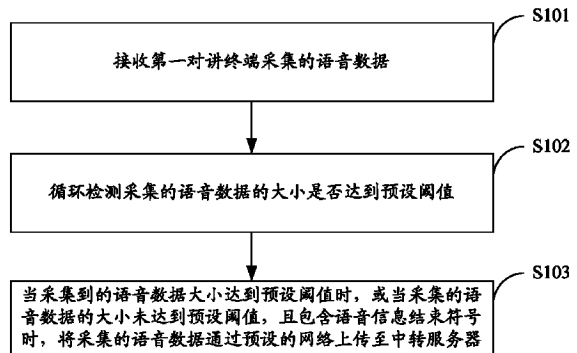 S101
接收第一对讲终端采集的语音数据
S102
循环检测采集的语音数据的大小是否达到预设阈值
S103
当采集到的语音数据大小达到预设阈值时，或当采集的语
音数据的大小未达到预设阈值，且包含语音信息结束符号
时，将采集的语音数据通过预设的网络上传至中转服务器